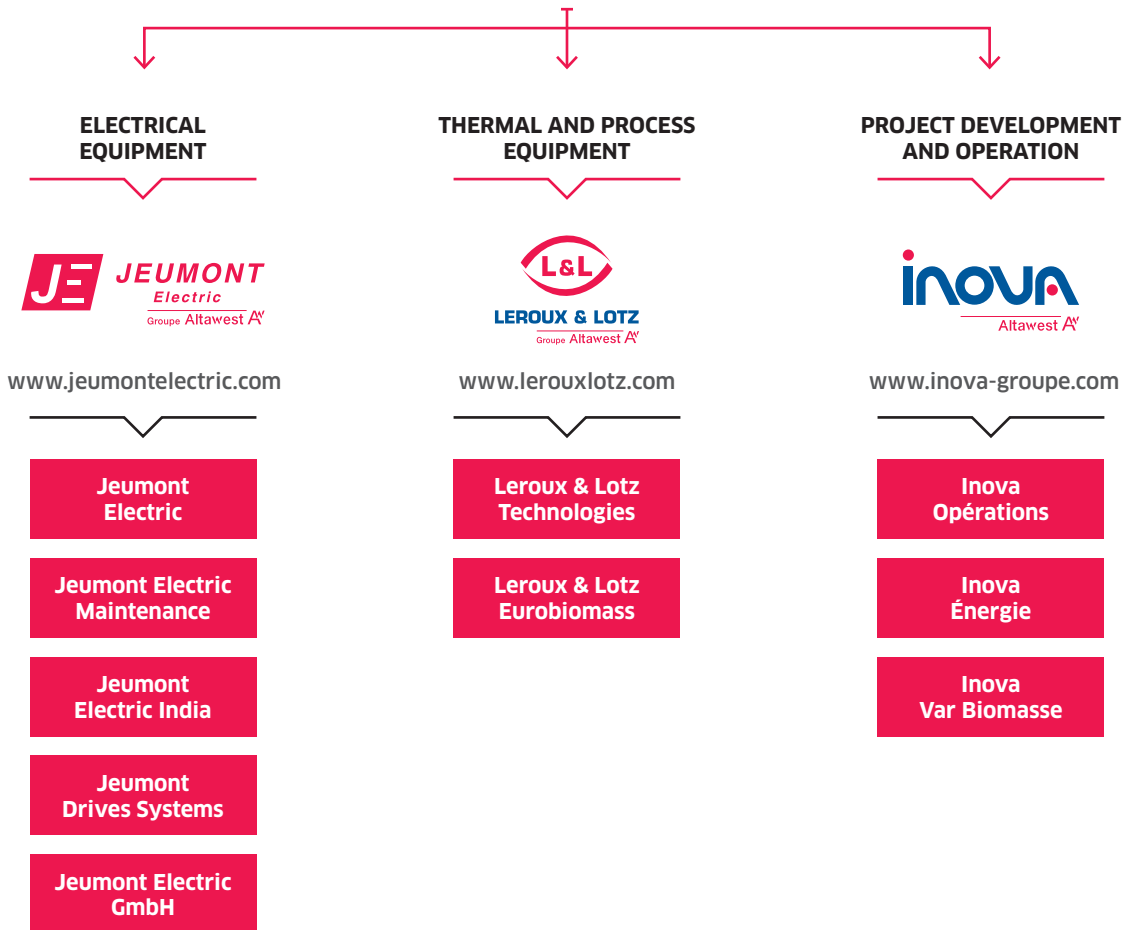 ELECTRICAL
EQUIPMENT
JE JEUMONT
Electric
Groupe Altawest AW
www.jeumontelectric.com
Jeumont
Electric
Jeumont Electric
Maintenance
Jeumont
Electric India
Jeumont
Drives Systems
Jeumont Electric
GmbH
THERMAL AND PROCESS
EQUIPMENT
L&L
LEROUX & LOTZ
Groupe Altawest AW
www.lerouxlotz.com
Leroux & Lotz
Technologies
Leroux & Lotz
Eurobiomass
PROJECT DEVELOPMENT
AND OPERATION
inova
Altawest AW
www.inova-groupe.com
Inova
Opérations
Inova
Énergie
Inova
Var Biomasse